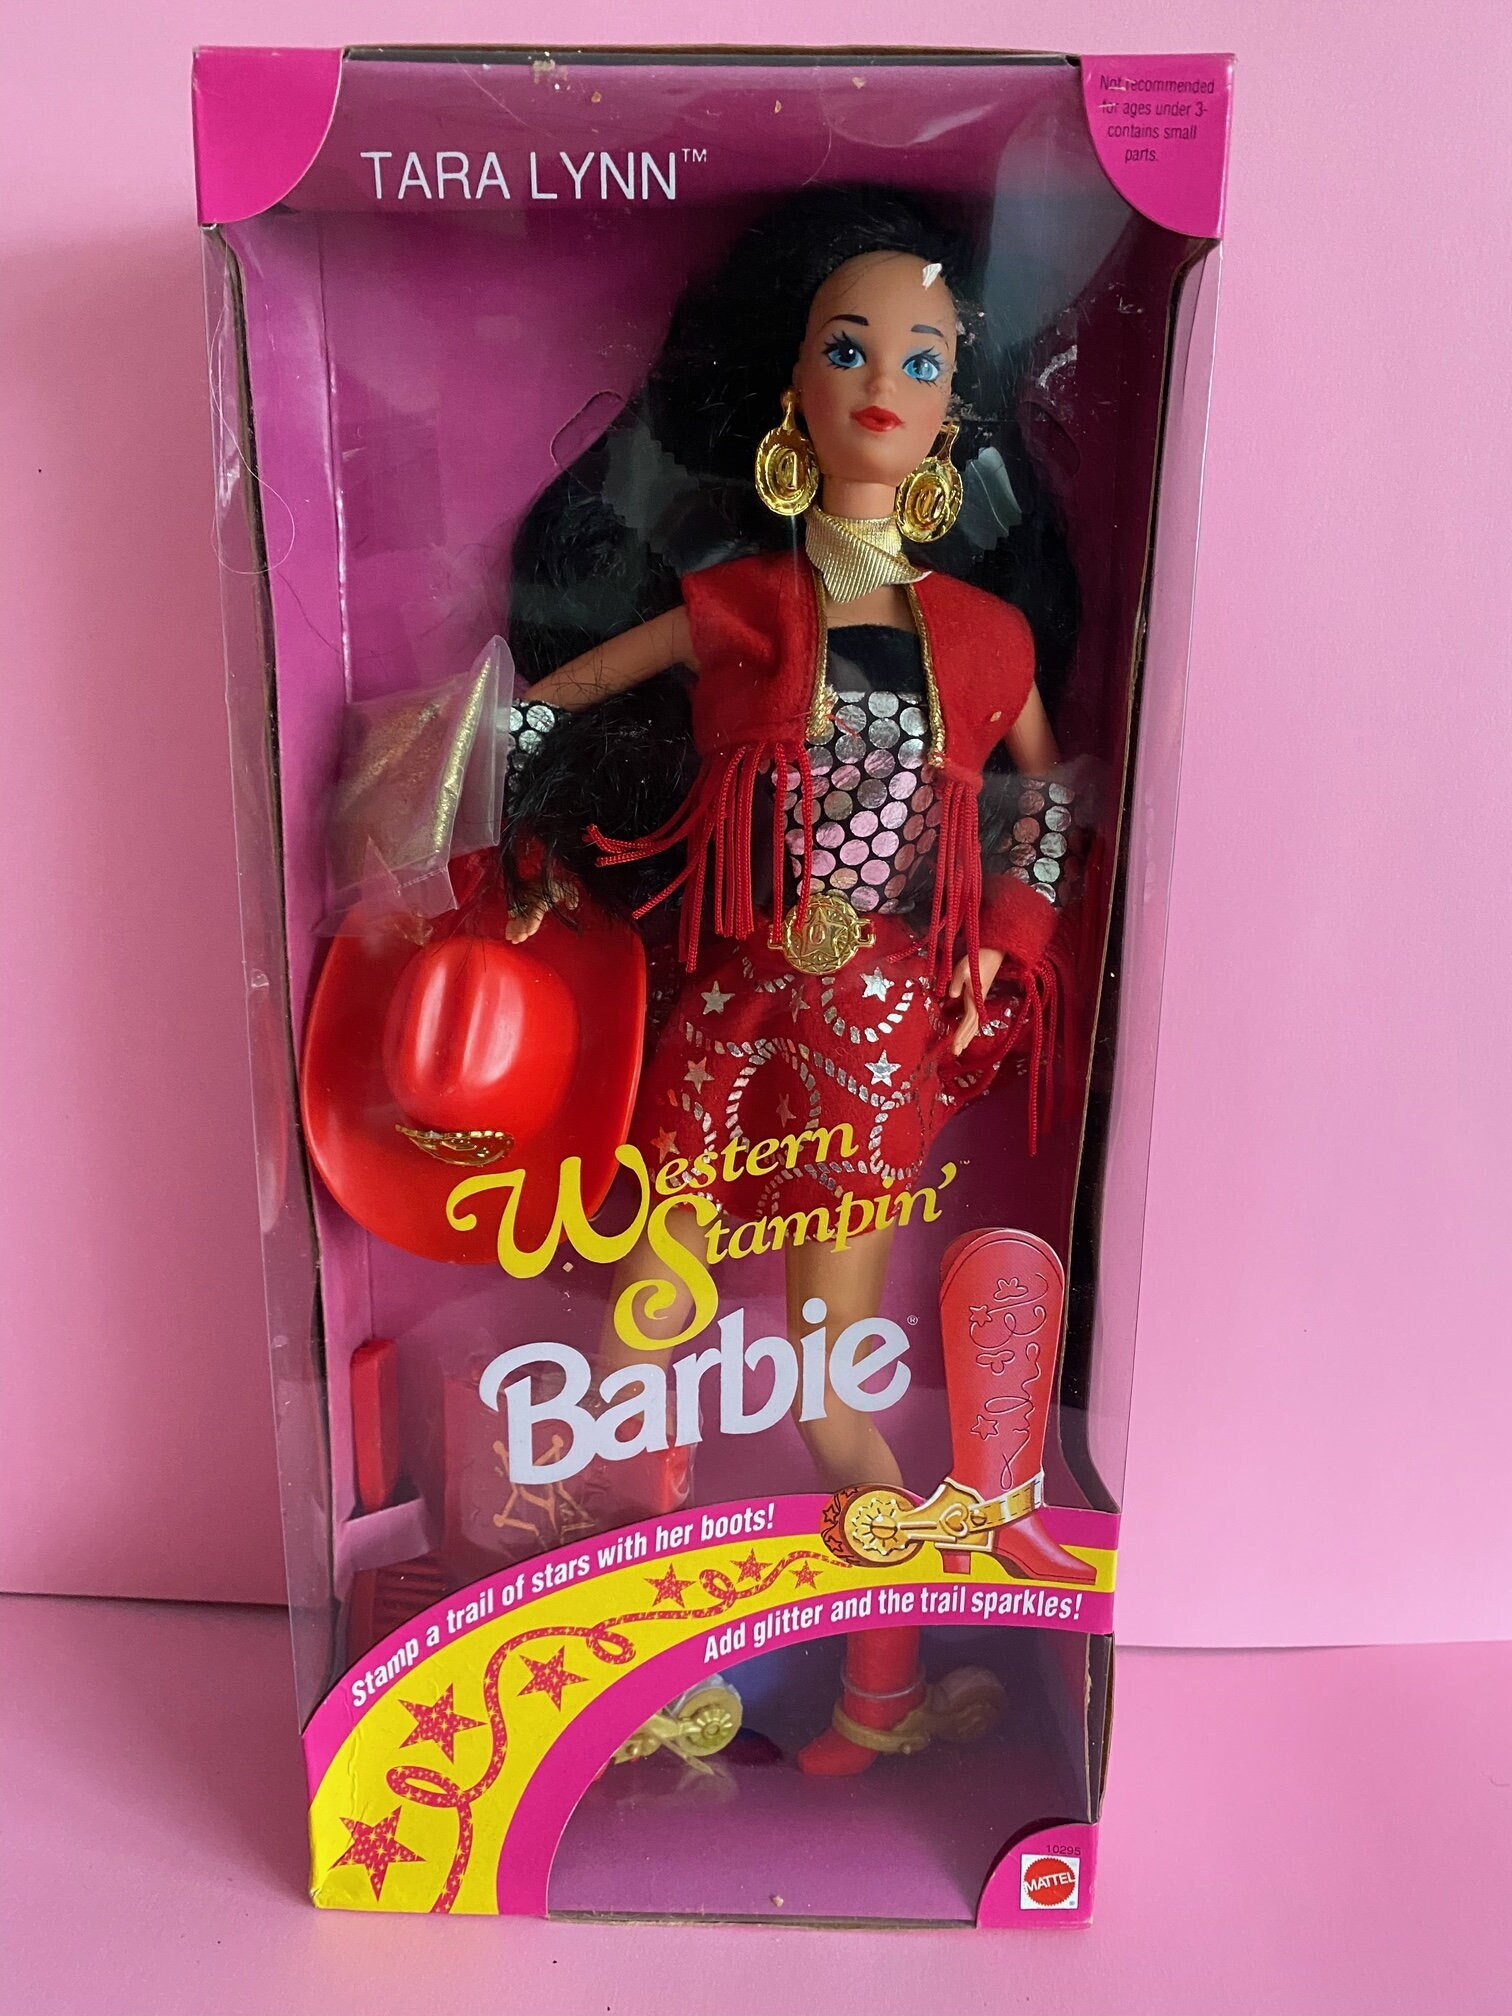 TARA LYNN™
Not recommended
for ages under 3-
contains small
parts.
Western
Stampin'™
Barbie®
Stamp a trail of stars with her boots!
Add glitter and the trail sparkles!
10295
MATTEL